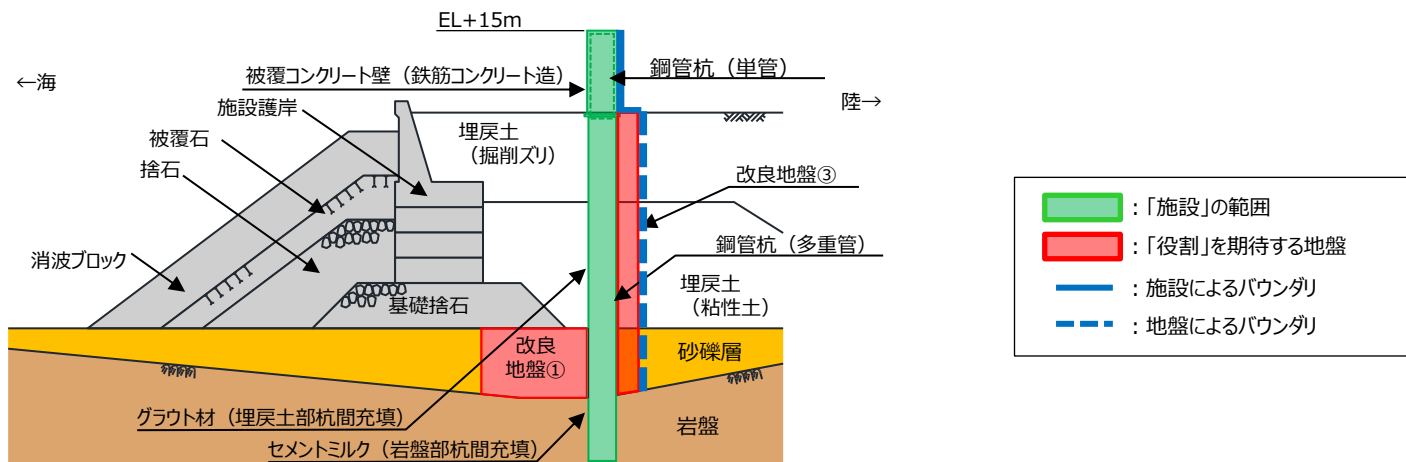 EL+15m
←海
被覆コンクリート壁（鉄筋コンクリート造）
鋼管杭（単管）
陸→
施設護岸
被覆石
捨石
埋戻土
（掘削ズリ）
改良地盤③
鋼管杭（多重管）
消波ブロック
基礎捨石
埋戻土
（粘性土）
改良
地盤①
砂礫層
グラウト材（埋戻土部杭間充填）
セメントミルク（岩盤部杭間充填）
岩盤
：「施設」の範囲
：「役割」を期待する地盤
：施設によるバウンダリ
：地盤によるバウンダリ